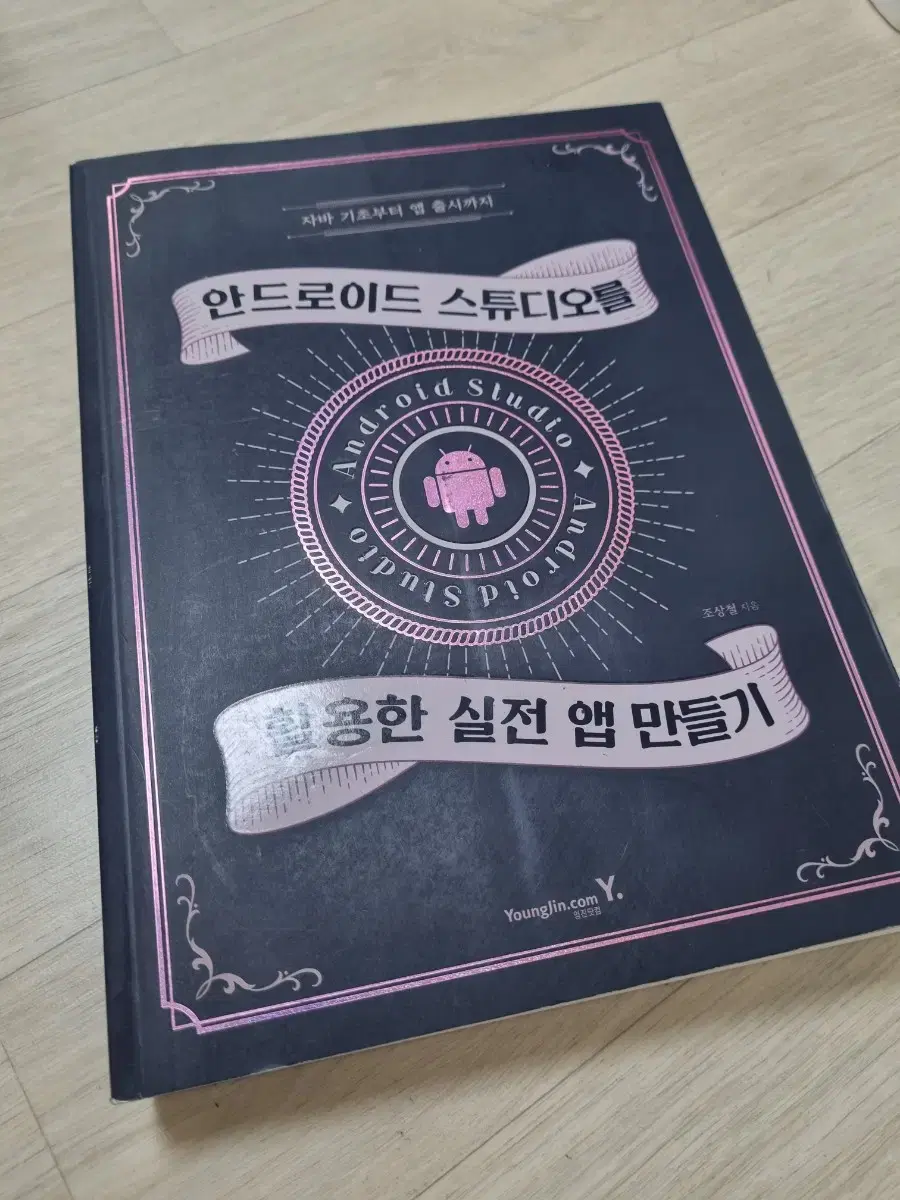 자바 기초부터 앱 출시까지
안드로이드 스튜디오를
Android Studio
Android Studio
조상철 지음
활용한 실전 앱 만들기
YoungJin.com Y.
영진닷컴